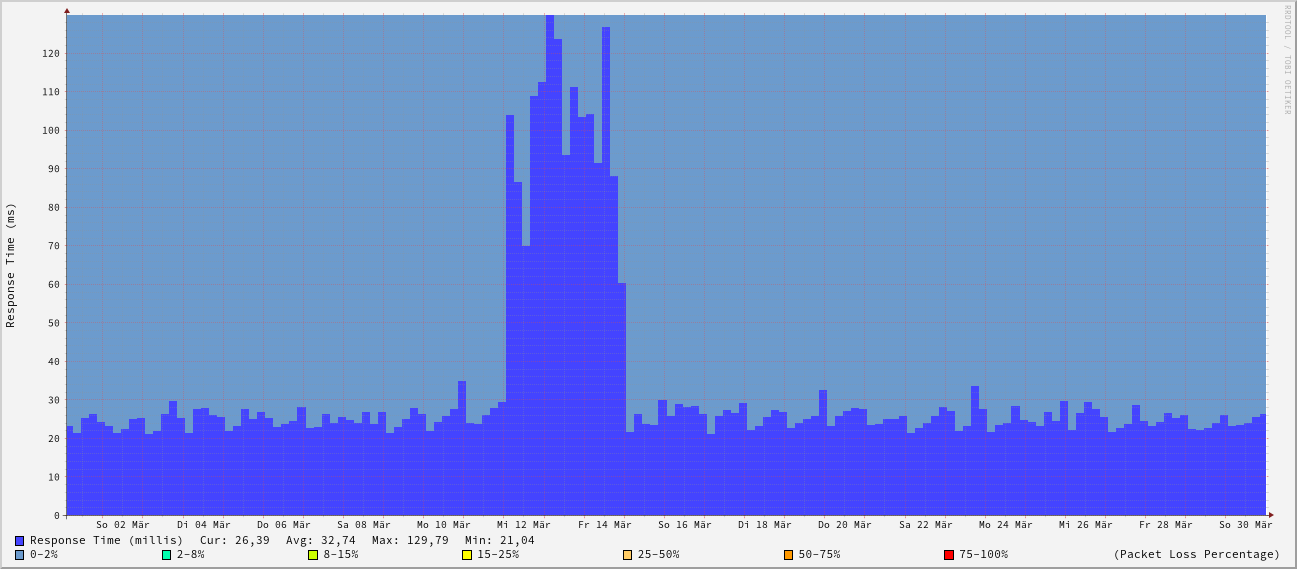 RRDTOOL / TOBI OETIKER
Response Time (ms)
120
110
100
90
80
70
60
50
40
30
20
10
0
So 02 Mär Di 04 Mär Do 06 Mär Sa 08 Mär Mo 10 Mär Mi 12 Mär Fr 14 Mär So 16 Mär Di 18 Mär Do 20 Mär Sa 22 Mär Mo 24 Mär Mi 26 Mär Fr 28 Mär So 30 Mär
Response Time (millis) Cur: 26,39 Avg: 32,74 Max: 129,79 Min: 21,04
0-2% 2-8% 8-15% 15-25% 25-50% 50-75% 75-100% (Packet Loss Percentage)